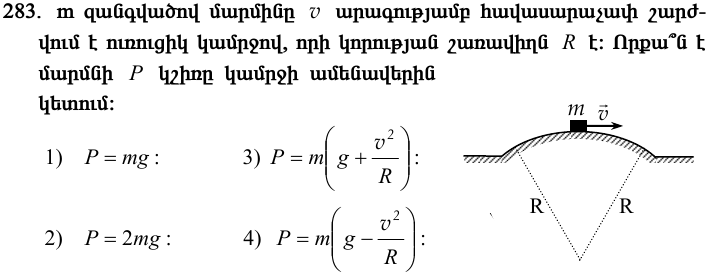 283. m զանգվածով մարմինը v արագությամբ հավասարաչափ շարժ-
վում է ուռուցիկ կամրջով, որի կորության շառավիղն R է: Որքա՞ն է
մարմնի P կշիռը կամրջի ամենավերին
կետում:
1) P = mg :
3) P = m(g + v²/R) :
2) P = 2mg :
4) P = m(g − v²/R) :
m v⃗
R R